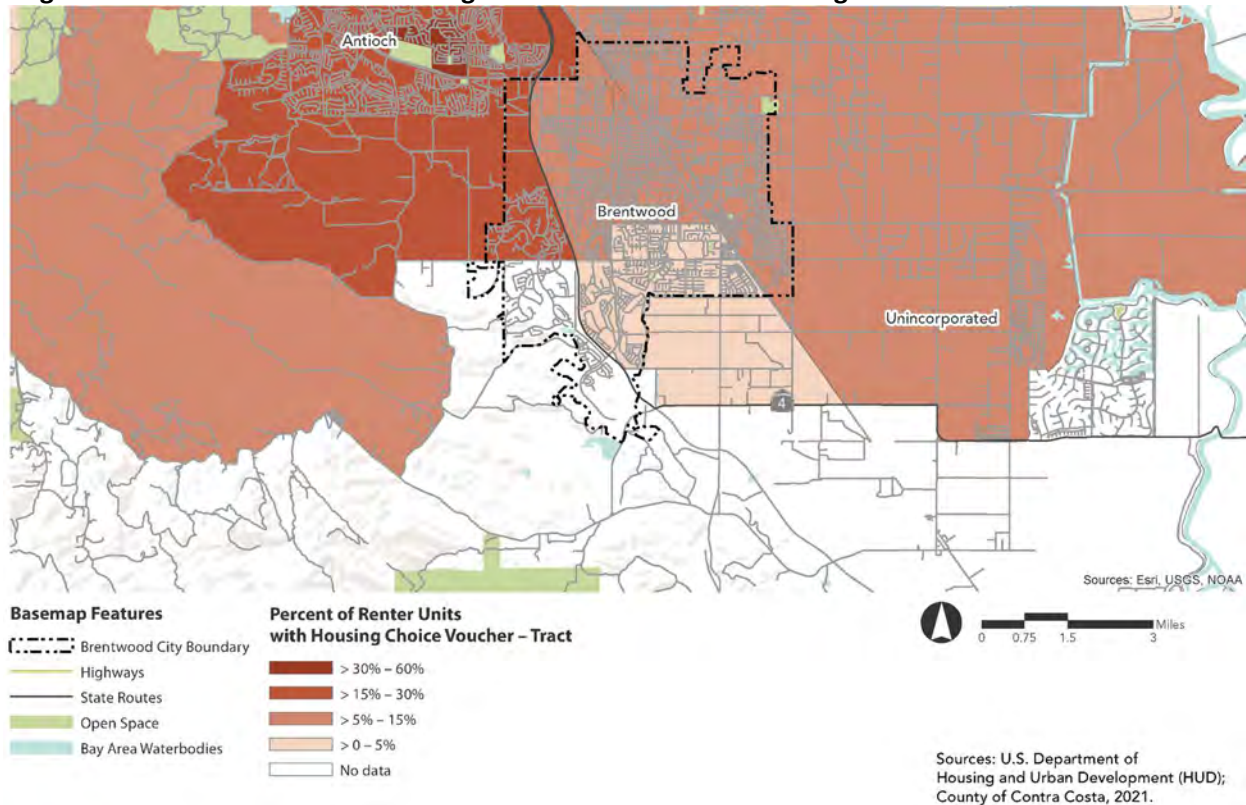 Antioch
Brentwood
Unincorporated
4
Sources: Esri, USGS, NOAA
Basemap Features
Brentwood City Boundary
Highways
State Routes
Open Space
Bay Area Waterbodies
Percent of Renter Units
with Housing Choice Voucher – Tract
> 30% – 60%
> 15% – 30%
> 5% – 15%
> 0 – 5%
No data
0 0.75 1.5 3 Miles
Sources: U.S. Department of
Housing and Urban Development (HUD);
County of Contra Costa, 2021.